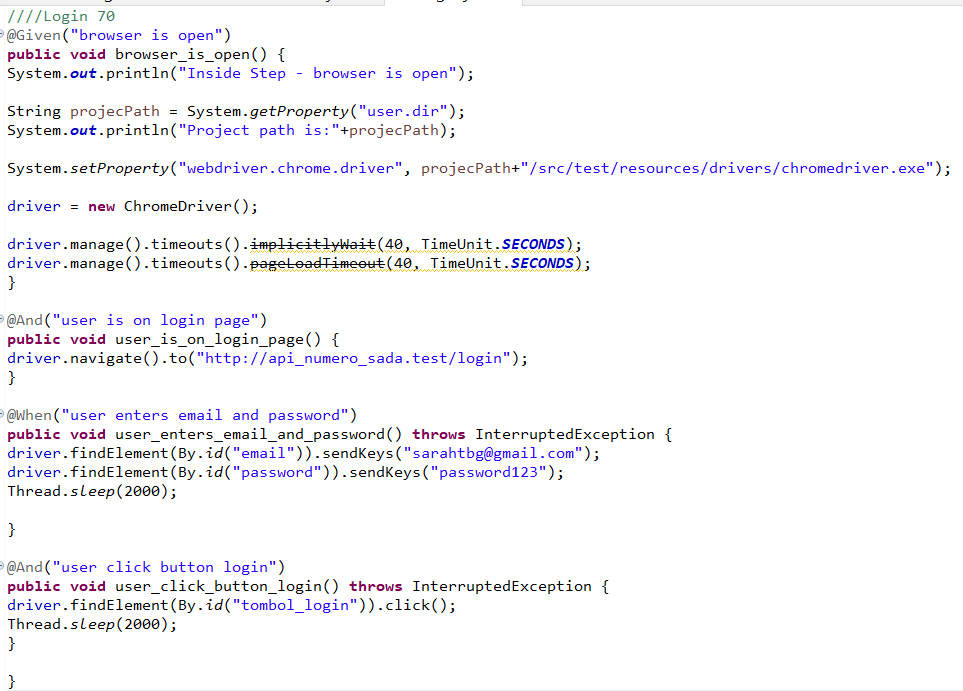 ////Login 70
@Given("browser is open")
public void browser_is_open() {
System.out.println("Inside Step - browser is open");
String projecPath = System.getProperty("user.dir");
System.out.println("Project path is:"+projecPath);
System.setProperty("webdriver.chrome.driver", projecPath+"/src/test/resources/drivers/chromedriver.exe");
driver = new ChromeDriver();
driver.manage().timeouts().implicitlyWait(40, TimeUnit.SECONDS);
driver.manage().timeouts().pageLoadTimeout(40, TimeUnit.SECONDS);
}
@And("user is on login page")
public void user_is_on_login_page() {
driver.navigate().to("http://api_numero_sada.test/login");
}
@When("user enters email and password")
public void user_enters_email_and_password() throws InterruptedException {
driver.findElement(By.id("email")).sendKeys("sarahtbg@gmail.com");
driver.findElement(By.id("password")).sendKeys("password123");
Thread.sleep(2000);
}
@And("user click button login")
public void user_click_button_login() throws InterruptedException {
driver.findElement(By.id("tombol_login")).click();
Thread.sleep(2000);
}
}